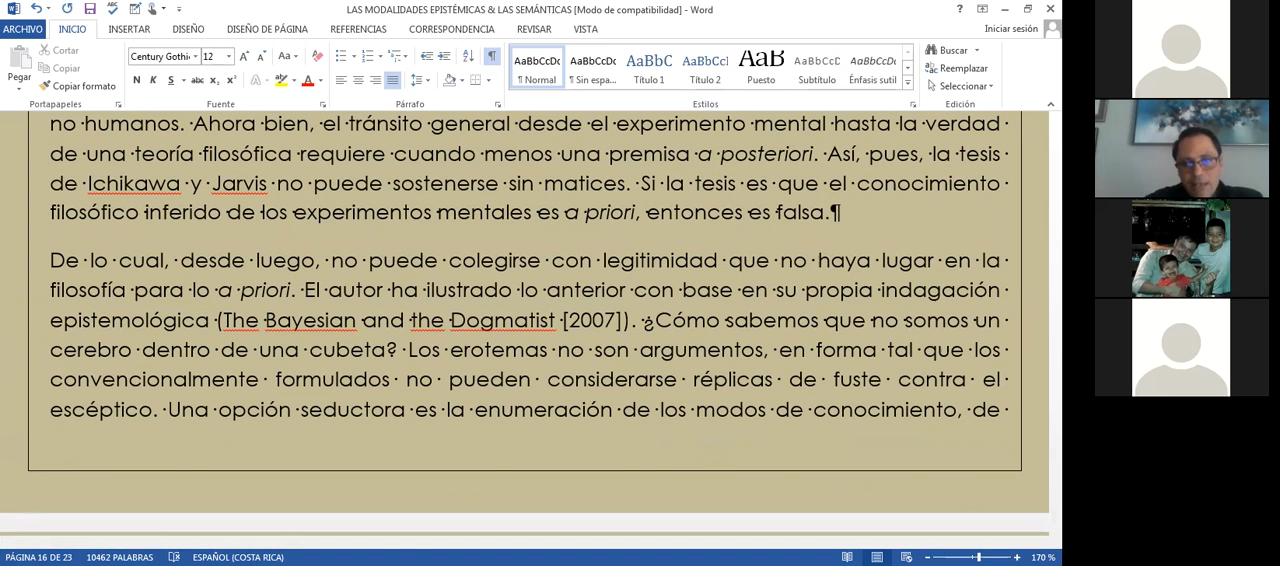 LAS MODALIDADES EPISTÉMICAS & LAS SEMÁNTICAS [Modo de compatibilidad] - Word
ARCHIVO INICIO INSERTAR DISEÑO DISEÑO DE PÁGINA REFERENCIAS CORRESPONDENCIA REVISAR VISTA Iniciar sesión
Pegar
Cortar
Copiar
Copiar formato
Portapapeles
Century Gothi 12
Aa
N K S abc x₂ x²
Fuente
Párrafo
AaBbCcDc AaBbCcDc AaBbC AaBbCcI AaB AaBbCcC AaBbCcDc
¶ Normal ¶ Sin espa... Título 1 Título 2 Puesto Subtítulo Énfasis sutil
Estilos
Buscar
Reemplazar
Seleccionar
Edición
no humanos. Ahora bien, el tránsito general desde el experimento mental hasta la verdad
de una teoría filosófica requiere cuando menos una premisa a posteriori. Así, pues, la tesis
de Ichikawa y Jarvis no puede sostenerse sin matices. Si la tesis es que el conocimiento
filosófico inferido de los experimentos mentales es a priori, entonces es falsa.¶
De lo cual, desde luego, no puede colegirse con legitimidad que no haya lugar en la
filosofía para lo a priori. El autor ha ilustrado lo anterior con base en su propia indagación
epistemológica (The Bayesian and the Dogmatist [2007]). ¿Cómo sabemos que no somos un
cerebro dentro de una cubeta? Los erotemas no son argumentos, en forma tal que los
convencionalmente formulados no pueden considerarse réplicas de fuste contra el
escéptico. Una opción seductora es la enumeración de los modos de conocimiento, de
PÁGINA 16 DE 23 10462 PALABRAS ESPAÑOL (COSTA RICA) 170 %